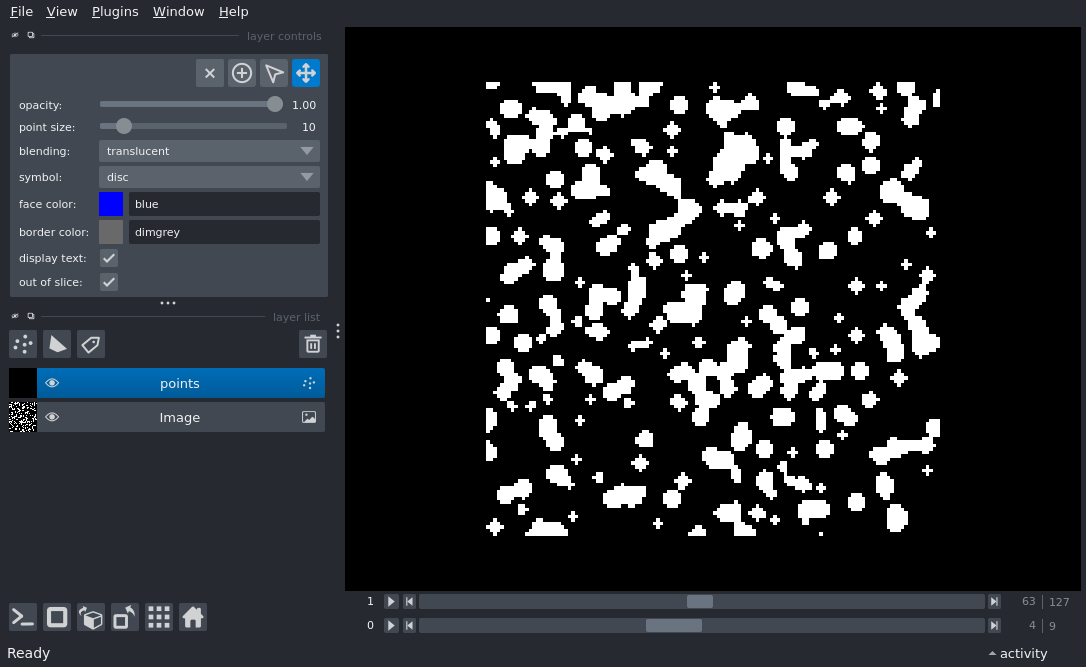 File View Plugins Window Help
layer controls
opacity: 1.00
point size: 10
blending: translucent
symbol: disc
face color: blue
border color: dimgrey
display text:
out of slice:
layer list
points
Image
1 63 127
0 4 9
Ready activity